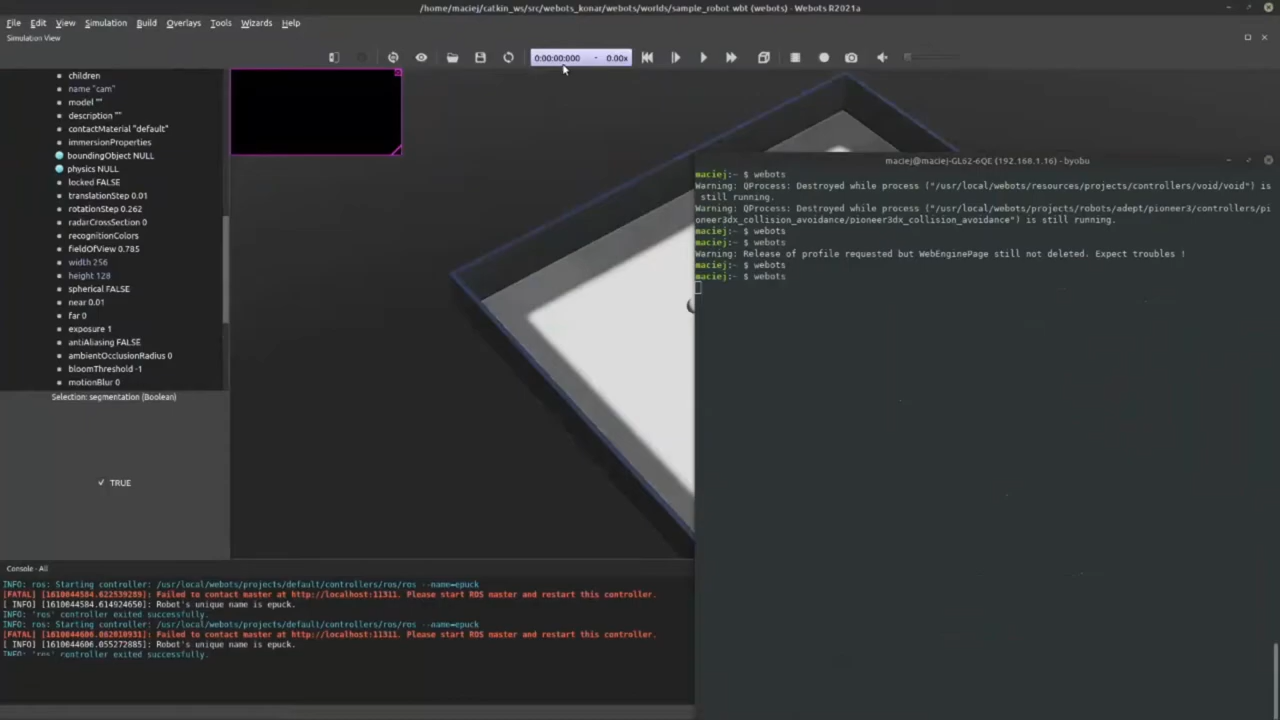 /home/maciej/catkin_ws/src/webots_konar/webots/worlds/sample_robot.wbt (webots) - Webots R2021a
File Edit View Simulation Build Overlays Tools Wizards Help
Simulation View
0:00:00:000 - 0.00x
children
name "cam"
model ""
description ""
contactMaterial "default"
immersionProperties
boundingObject NULL
physics NULL
locked FALSE
translationStep 0.01
rotationStep 0.262
radarCrossSection 0
recognitionColors
fieldOfView 0.785
width 256
height 128
spherical FALSE
near 0.01
far 0
exposure 1
antiAliasing FALSE
ambientOcclusionRadius 0
bloomThreshold -1
motionBlur 0
Selection: segmentation (Boolean)
TRUE
maciej@maciej-GL62-6QE (192.168.1.16) - byobu
maciej:~ $ webots
Warning: QProcess: Destroyed while process ("/usr/local/webots/resources/projects/controllers/void/void") is
still running.
Warning: QProcess: Destroyed while process ("/usr/local/webots/projects/robots/adept/pioneer3/controllers/pi
oneer3dx_collision_avoidance/pioneer3dx_collision_avoidance") is still running.
maciej:~ $ webots
maciej:~ $ webots
Warning: Release of profile requested but WebEnginePage still not deleted. Expect troubles !
maciej:~ $ webots
maciej:~ $ webots
Console - All
INFO: ros: Starting controller: /usr/local/webots/projects/default/controllers/ros/ros --name=epuck
[FATAL] [1610044584.622539289]: Failed to contact master at http://localhost:11311. Please start ROS master and restart this controller.
[ INFO] [1610044584.614924650]: Robot's unique name is epuck.
INFO: 'ros' controller exited successfully.
INFO: ros: Starting controller: /usr/local/webots/projects/default/controllers/ros/ros --name=epuck
[FATAL] [1610044606.062810931]: Failed to contact master at http://localhost:11311. Please start ROS master and restart this controller.
[ INFO] [1610044606.055272885]: Robot's unique name is epuck.
INFO: 'ros' controller exited successfully.